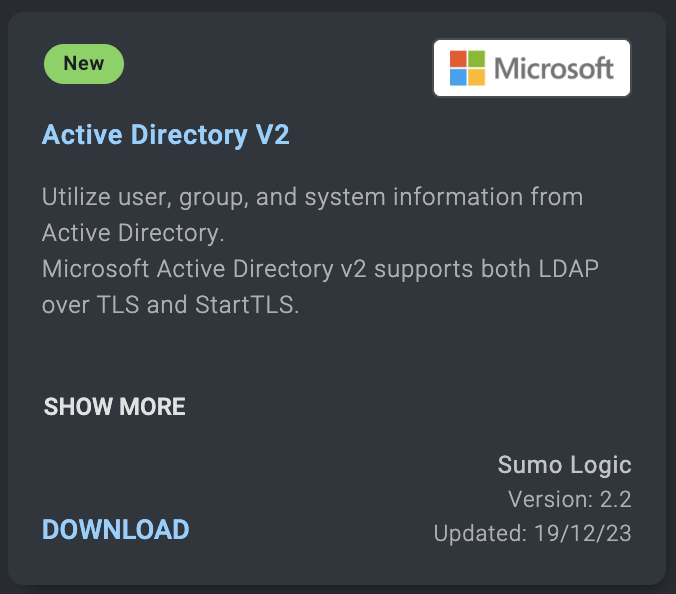 New
Microsoft
Active Directory V2
Utilize user, group, and system information from
Active Directory.
Microsoft Active Directory v2 supports both LDAP
over TLS and StartTLS.
SHOW MORE
Sumo Logic
Version: 2.2
DOWNLOAD
Updated: 19/12/23